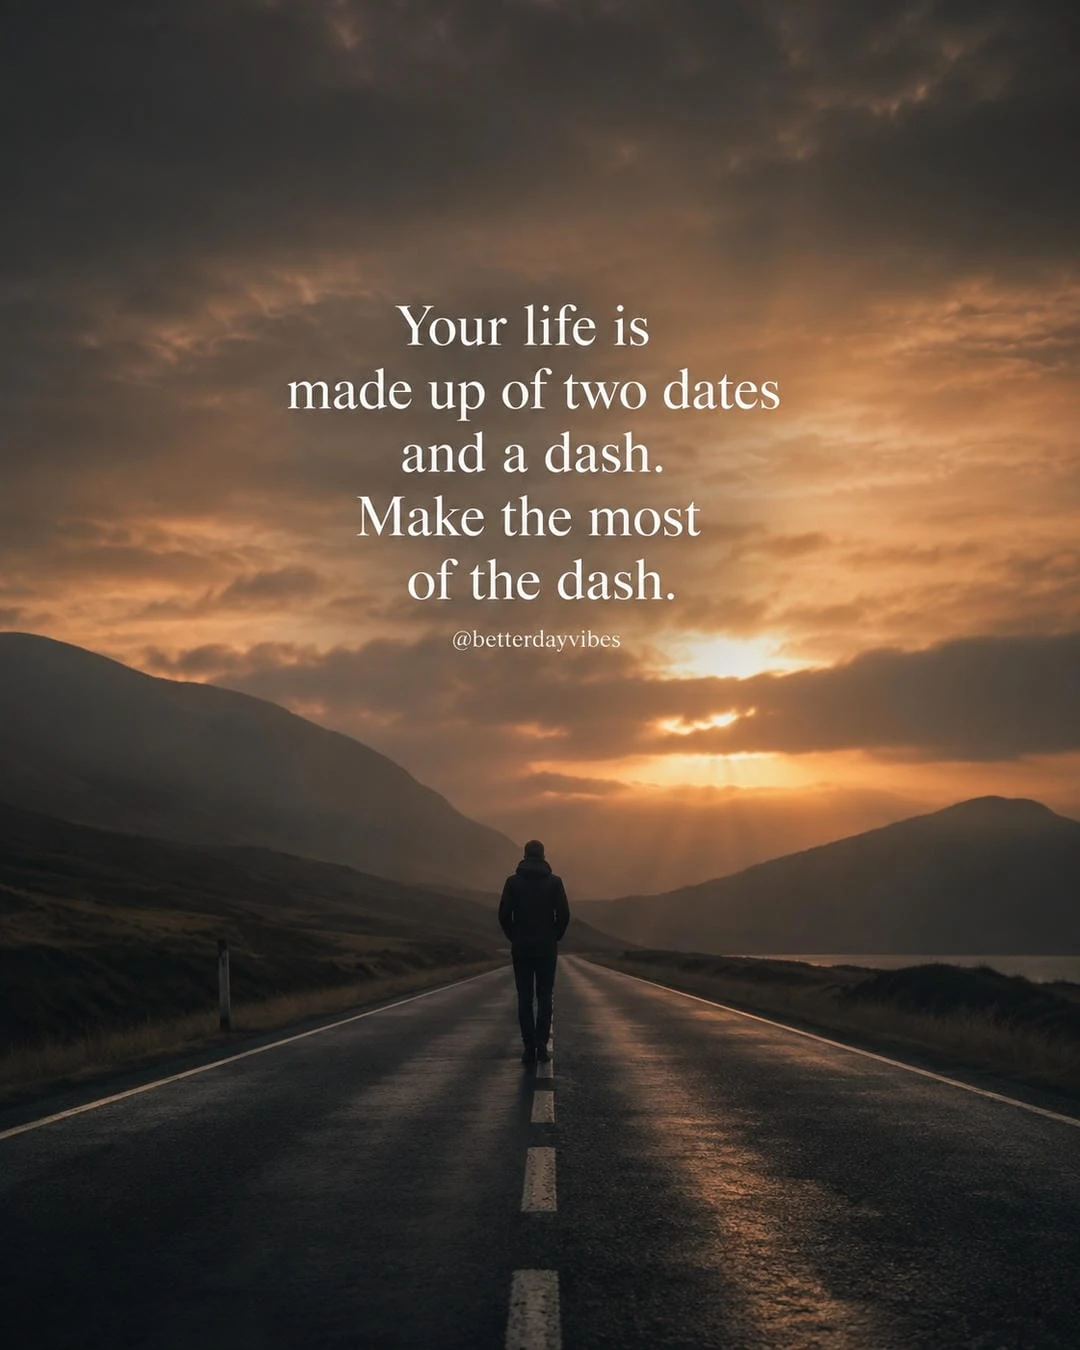 Your life is
made up of two dates
and a dash.
Make the most
of the dash.
@betterdayvibes